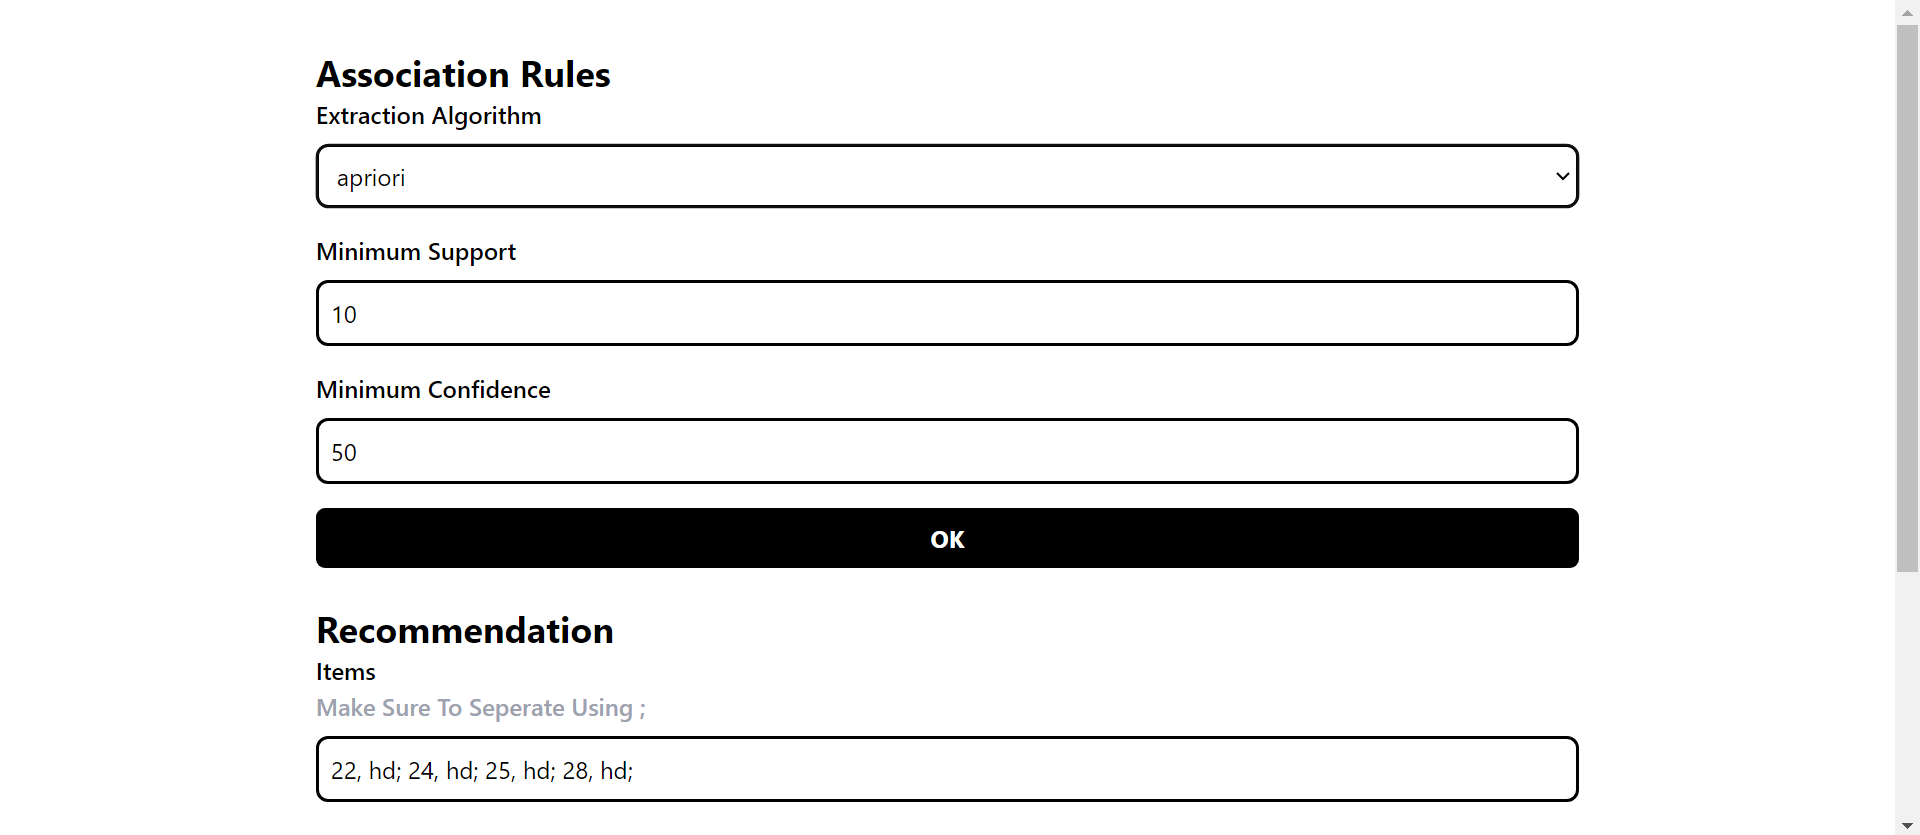 Association Rules
Extraction Algorithm
apriori
Minimum Support
10
Minimum Confidence
50
OK
Recommendation
Items
Make Sure To Seperate Using ;
22, hd; 24, hd; 25, hd; 28, hd;